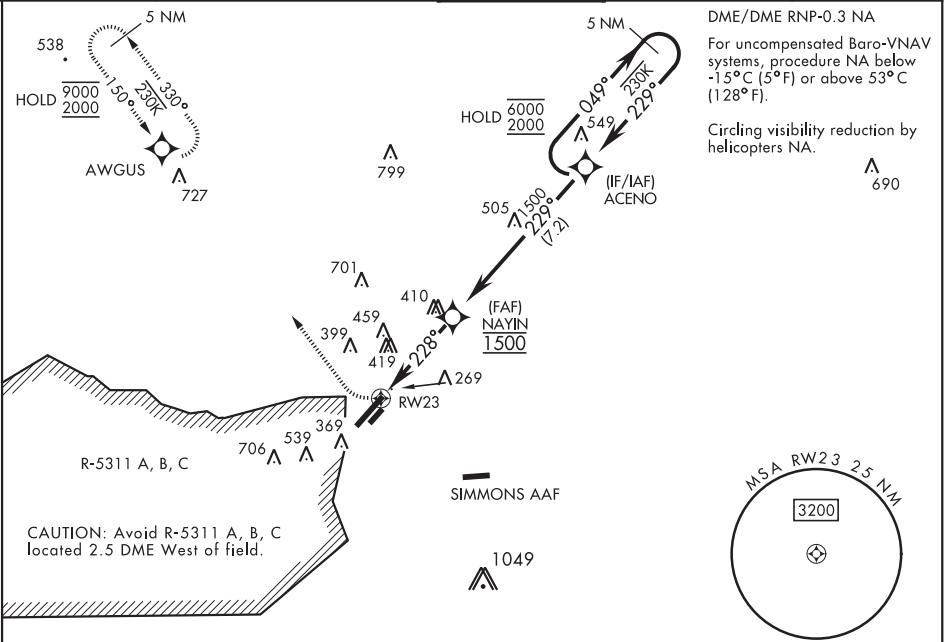 5 NM
538
HOLD
9000
2000
150°
230K
330°
AWGUS
727
799
5 NM
HOLD
6000
2000
049°
230K
229°
549
(IF/IAF)
ACENO
505
1500
229°
(7.2)
DME/DME RNP-0.3 NA
For uncompensated Baro-VNAV
systems, procedure NA below
-15°C (5°F) or above 53°C
(128°F).
Circling visibility reduction by
helicopters NA.
690
701
410
(FAF)
NAYIN
1500
459
399
419
228°
269
RW23
369
539
706
R-5311 A, B, C
SIMMONS AAF
CAUTION: Avoid R-5311 A, B, C
located 2.5 DME West of field.
1049
MSA RW23 25 NM
3200